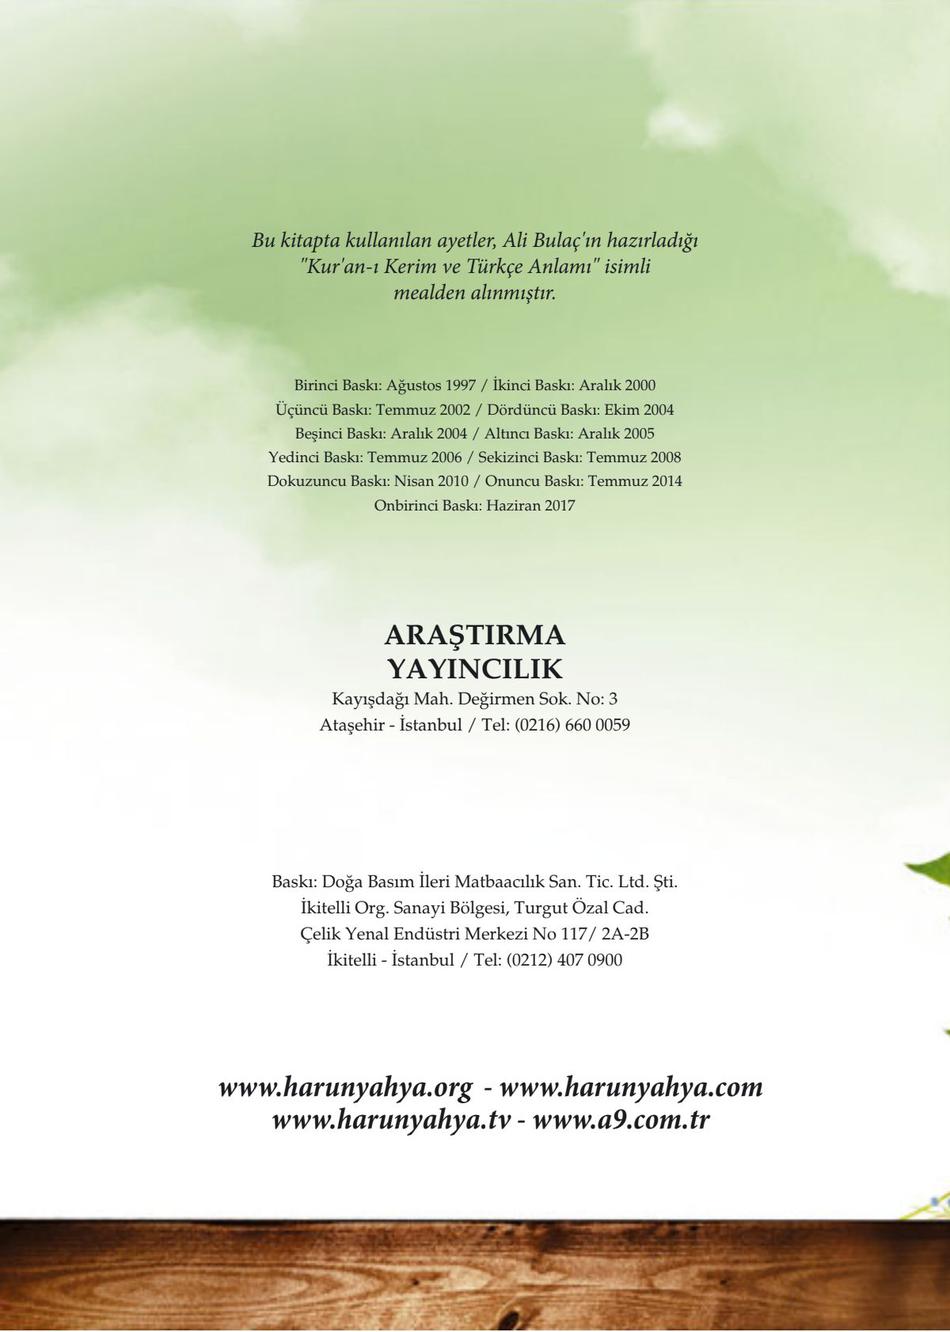 Bu kitapta kullanılan ayetler, Ali Bulaç'ın hazırladığı
"Kur'an-ı Kerim ve Türkçe Anlamı" isimli
mealden alınmıştır.
Birinci Baskı: Ağustos 1997 / İkinci Baskı: Aralık 2000
Üçüncü Baskı: Temmuz 2002 / Dördüncü Baskı: Ekim 2004
Beşinci Baskı: Aralık 2004 / Altıncı Baskı: Aralık 2005
Yedinci Baskı: Temmuz 2006 / Sekizinci Baskı: Temmuz 2008
Dokuzuncu Baskı: Nisan 2010 / Onuncu Baskı: Temmuz 2014
Onbirinci Baskı: Haziran 2017
ARAŞTIRMA
YAYINCILIK
Kayışdağı Mah. Değirmen Sok. No: 3
Ataşehir - İstanbul / Tel: (0216) 660 0059
Baskı: Doğa Basım İleri Matbaacılık San. Tic. Ltd. Şti.
İkitelli Org. Sanayi Bölgesi, Turgut Özal Cad.
Çelik Yenal Endüstri Merkezi No 117/ 2A-2B
İkitelli - İstanbul / Tel: (0212) 407 0900
www.harunyahya.org - www.harunyahya.com
www.harunyahya.tv - www.a9.com.tr